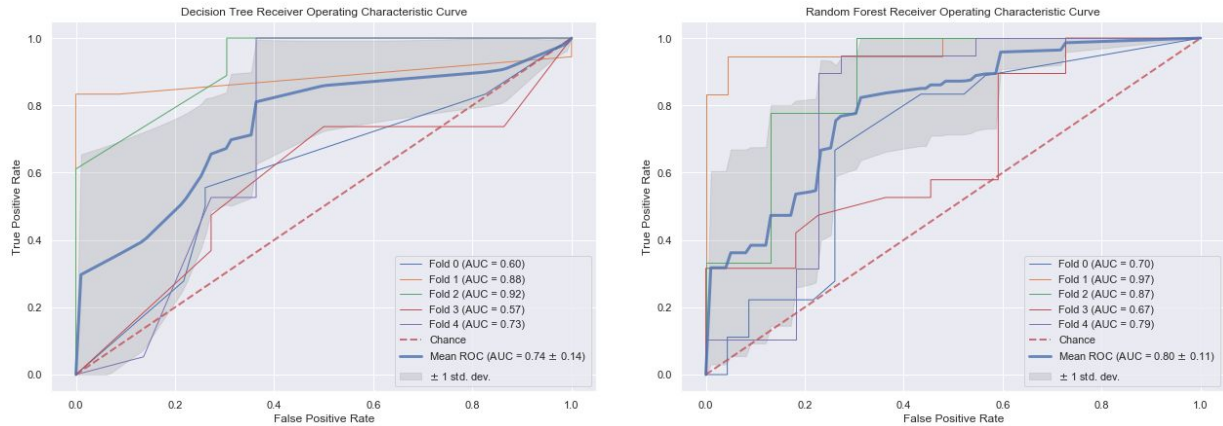 Decision Tree Receiver Operating Characteristic Curve
1.0
0.8
0.6
0.4
0.2
0.0
True Positive Rate
0.0 0.2 0.4 0.6 0.8 1.0
False Positive Rate
Fold 0 (AUC = 0.60)
Fold 1 (AUC = 0.88)
Fold 2 (AUC = 0.92)
Fold 3 (AUC = 0.57)
Fold 4 (AUC = 0.73)
Chance
Mean ROC (AUC = 0.74 ± 0.14)
± 1 std. dev.
Random Forest Receiver Operating Characteristic Curve
1.0
0.8
0.6
0.4
0.2
0.0
True Positive Rate
0.0 0.2 0.4 0.6 0.8 1.0
False Positive Rate
Fold 0 (AUC = 0.70)
Fold 1 (AUC = 0.97)
Fold 2 (AUC = 0.87)
Fold 3 (AUC = 0.67)
Fold 4 (AUC = 0.79)
Chance
Mean ROC (AUC = 0.80 ± 0.11)
± 1 std. dev.